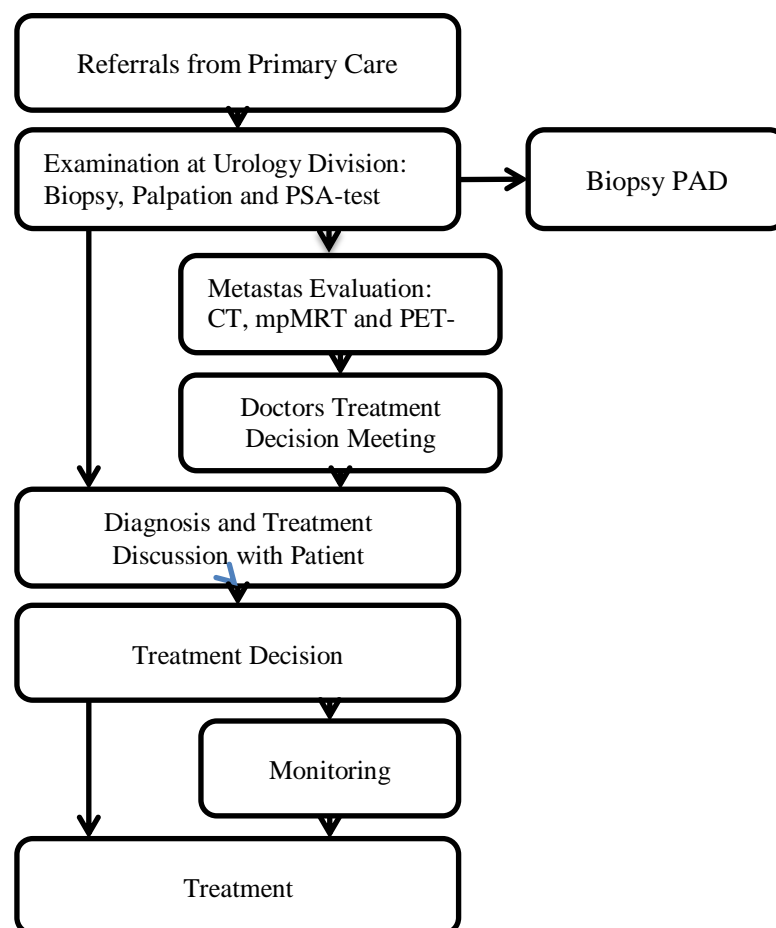 Referrals from Primary Care
Examination at Urology Division:
Biopsy, Palpation and PSA-test
Biopsy PAD
Metastas Evaluation:
CT, mpMRT and PET-
Doctors Treatment
Decision Meeting
Diagnosis and Treatment
Discussion with Patient
Treatment Decision
Monitoring
Treatment